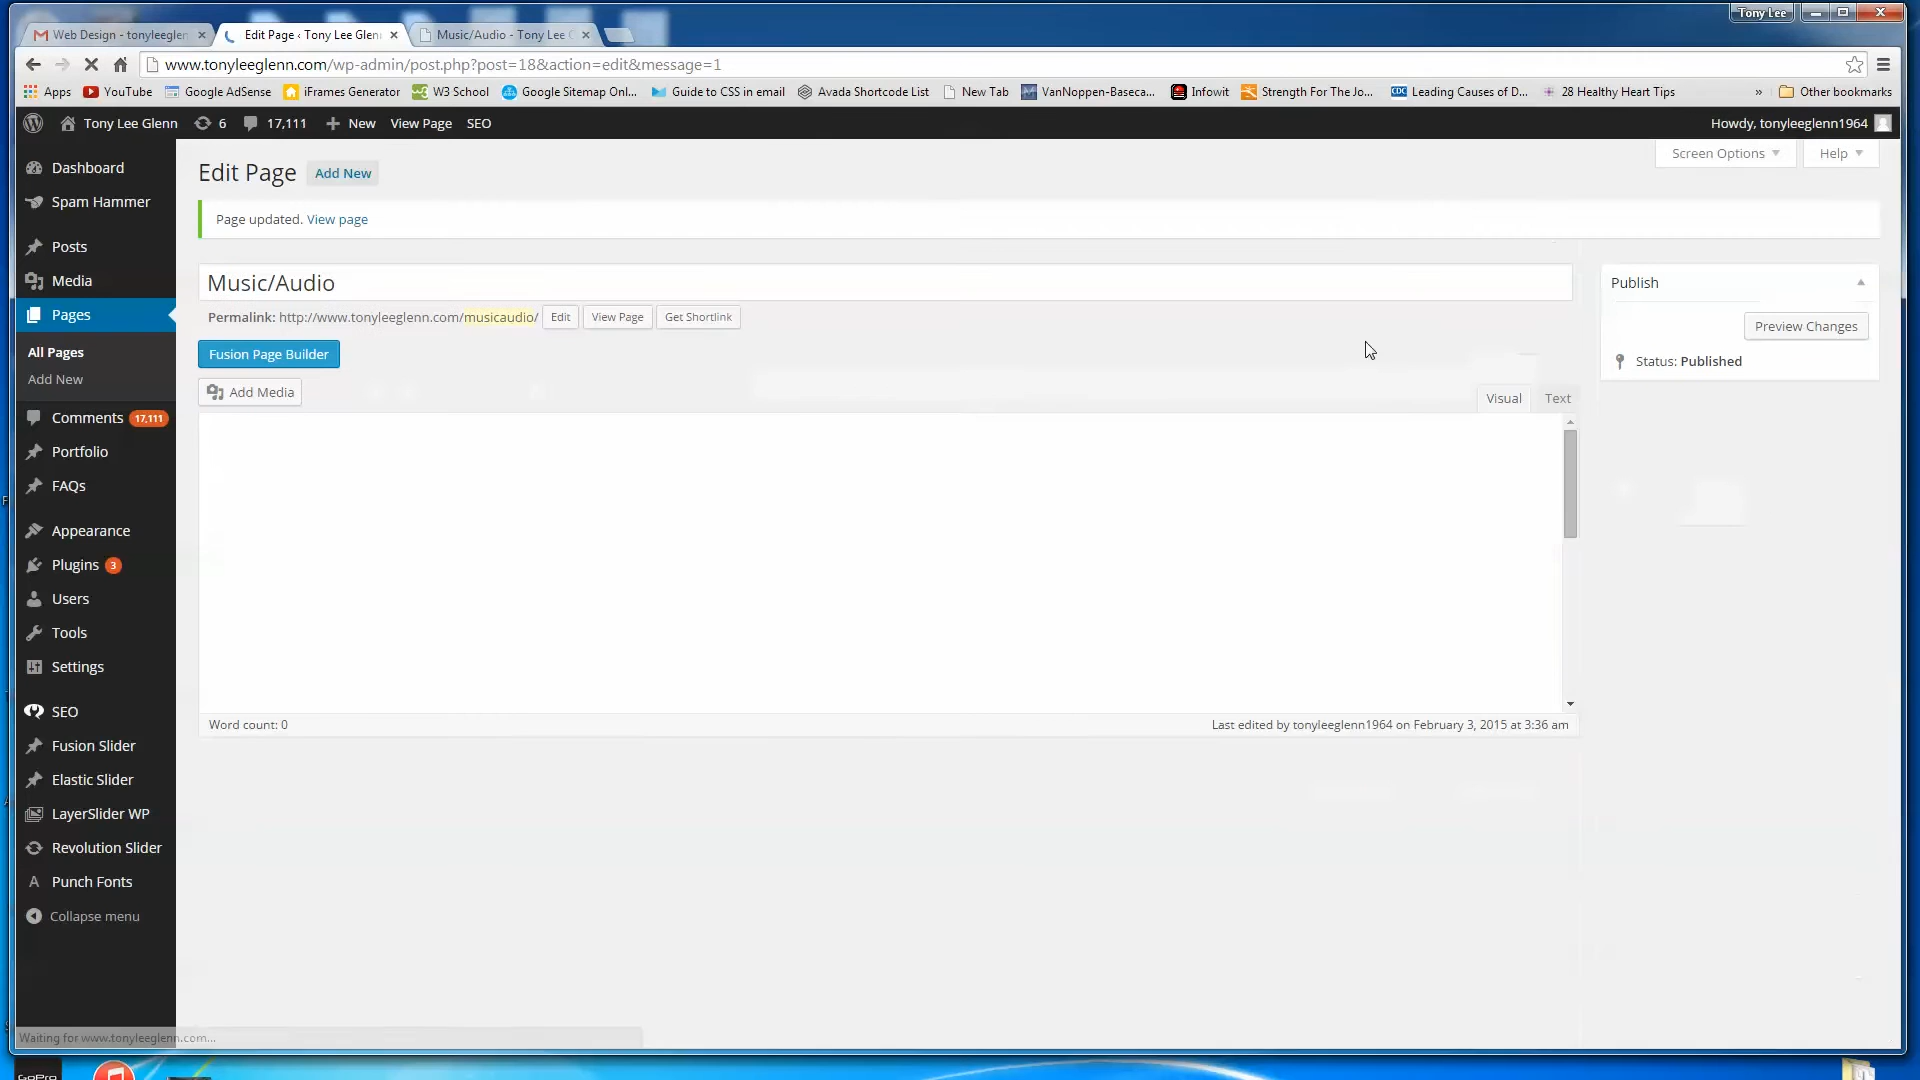 Tony Lee
Web Design - tonyleeglen
Edit Page ‹ Tony Lee Glenn
Music/Audio - Tony Lee G
www.tonyleeglenn.com/wp-admin/post.php?post=18&action=edit&message=1
Apps YouTube Google AdSense iFrames Generator W3 School Google Sitemap Onl... Guide to CSS in email Avada Shortcode List New Tab VanNoppen-Baseca... Infowit Strength For The Jo... CDC Leading Causes of D... 28 Healthy Heart Tips » Other bookmarks
Tony Lee Glenn 6 17,111 + New View Page SEO Howdy, tonyleeglenn1964
Screen Options Help
Dashboard
Spam Hammer
Posts
Media
Pages
All Pages
Add New
Comments 17,111
Portfolio
FAQs
Appearance
Plugins 3
Users
Tools
Settings
SEO
Fusion Slider
Elastic Slider
LayerSlider WP
Revolution Slider
Punch Fonts
Collapse menu
Edit Page Add New
Page updated. View page
Music/Audio
Permalink: http://www.tonyleeglenn.com/musicaudio/ Edit View Page Get Shortlink
Fusion Page Builder
Add Media
Visual Text
Word count: 0 Last edited by tonyleeglenn1964 on February 3, 2015 at 3:36 am
Publish
Preview Changes
Status: Published
Waiting for www.tonyleeglenn.com...
GoPro